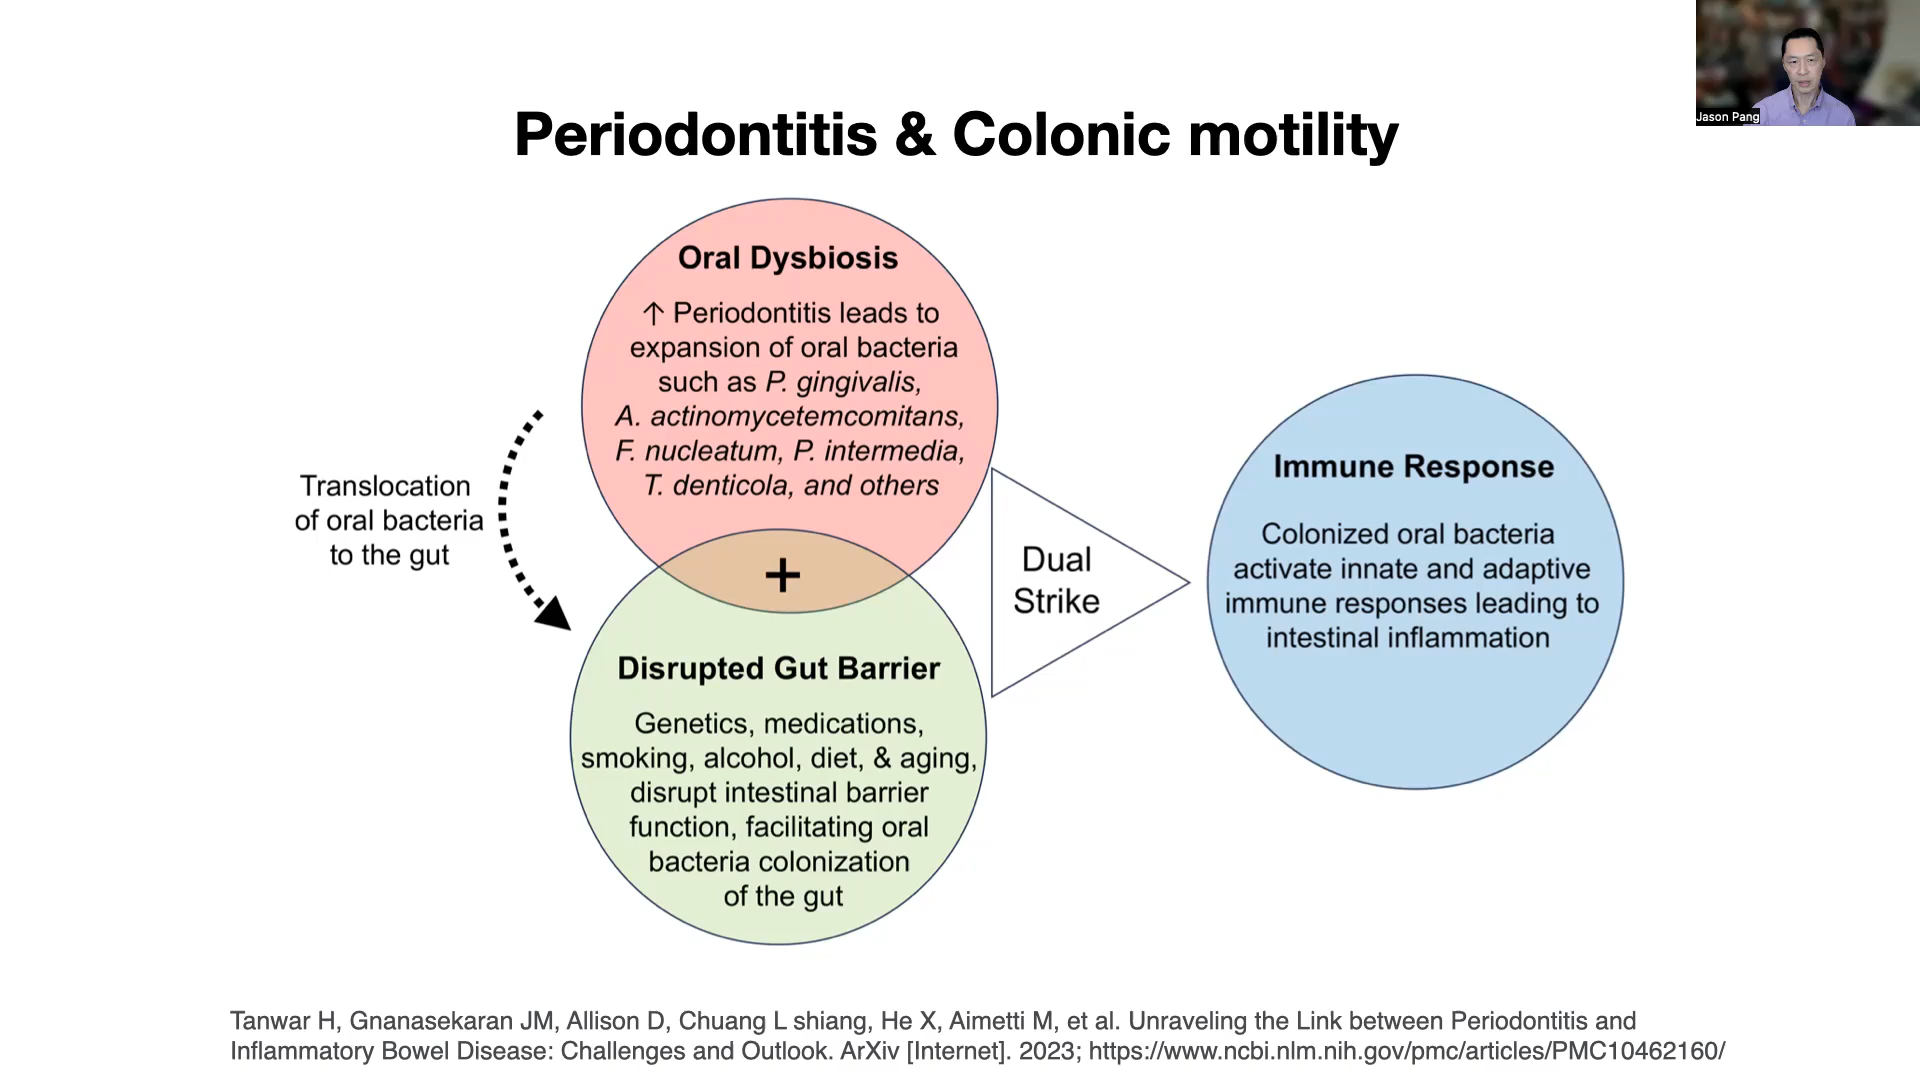 Jason Pang
Periodontitis & Colonic motility
Oral Dysbiosis
↑ Periodontitis leads to
expansion of oral bacteria
such as P. gingivalis,
A. actinomycetemcomitans,
F. nucleatum, P. intermedia,
T. denticola, and others
Translocation
of oral bacteria
to the gut
+
Disrupted Gut Barrier
Genetics, medications,
smoking, alcohol, diet, & aging,
disrupt intestinal barrier
function, facilitating oral
bacteria colonization
of the gut
Dual
Strike
Immune Response
Colonized oral bacteria
activate innate and adaptive
immune responses leading to
intestinal inflammation
Tanwar H, Gnanasekaran JM, Allison D, Chuang L shiang, He X, Aimetti M, et al. Unraveling the Link between Periodontitis and
Inflammatory Bowel Disease: Challenges and Outlook. ArXiv [Internet]. 2023; https://www.ncbi.nlm.nih.gov/pmc/articles/PMC10462160/